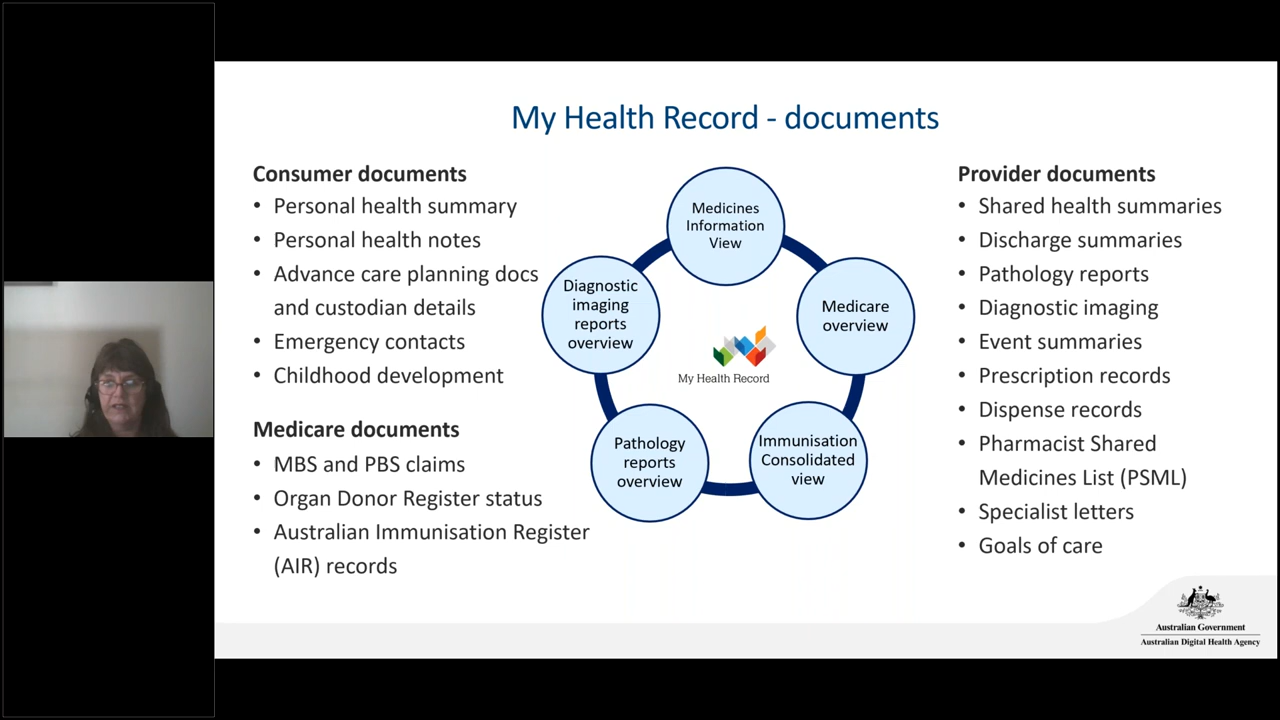 My Health Record - documents
Consumer documents
• Personal health summary
• Personal health notes
• Advance care planning docs
and custodian details
• Emergency contacts
• Childhood development
Medicare documents
• MBS and PBS claims
• Organ Donor Register status
• Australian Immunisation Register
(AIR) records
Medicines
Information
View
Diagnostic
imaging
reports
overview
Medicare
overview
My Health Record
Pathology
reports
overview
Immunisation
Consolidated
view
Provider documents
• Shared health summaries
• Discharge summaries
• Pathology reports
• Diagnostic imaging
• Event summaries
• Prescription records
• Dispense records
• Pharmacist Shared
Medicines List (PSML)
• Specialist letters
• Goals of care
Australian Government
Australian Digital Health Agency